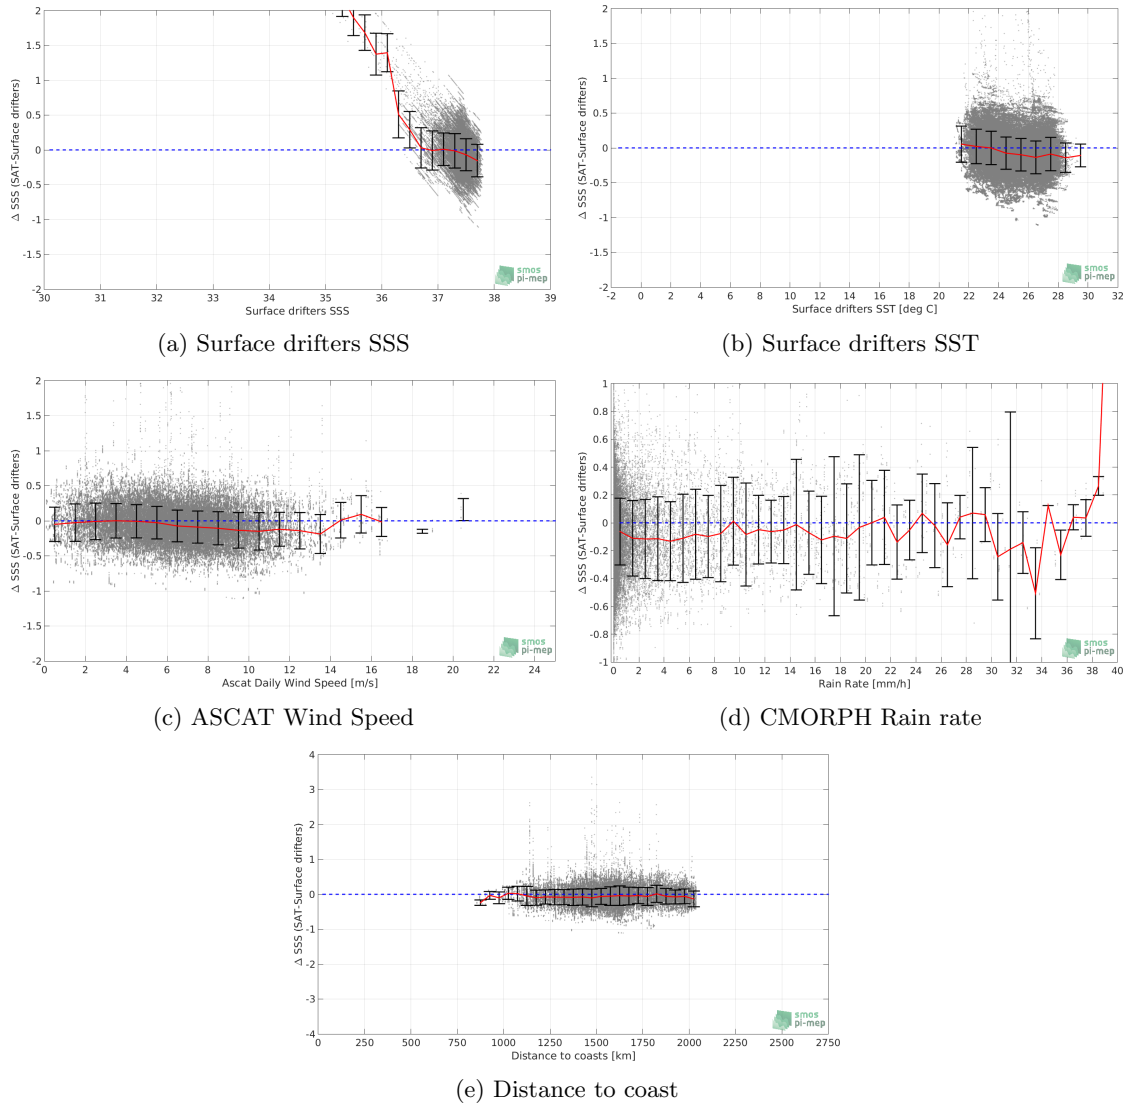 2
1.5
1
0.5
0
-0.5
-1
-1.5
-2
30 31 32 33 34 35 36 37 38 39
Δ SSS (SAT-Surface drifters)
Surface drifters SSS
smos
pi-mep
(a) Surface drifters SSS
2
1.5
1
0.5
0
-0.5
-1
-1.5
-2
-2 0 2 4 6 8 10 12 14 16 18 20 22 24 26 28 30 32
Δ SSS (SAT-Surface drifters)
Surface drifters SST [deg C]
smos
pi-mep
(b) Surface drifters SST
2
1.5
1
0.5
0
-0.5
-1
-1.5
-2
0 2 4 6 8 10 12 14 16 18 20 22 24
Δ SSS (SAT-Surface drifters)
Ascat Daily Wind Speed [m/s]
smos
pi-mep
(c) ASCAT Wind Speed
1
0.8
0.6
0.4
0.2
0
-0.2
-0.4
-0.6
-0.8
-1
0 2 4 6 8 10 12 14 16 18 20 22 24 26 28 30 32 34 36 38 40
Δ SSS (SAT-Surface drifters)
Rain Rate [mm/h]
smos
pi-mep
(d) CMORPH Rain rate
4
3
2
1
0
-1
-2
-3
-4
0 250 500 750 1000 1250 1500 1750 2000 2250 2500 2750
Δ SSS (SAT-Surface drifters)
Distance to coasts [km]
smos
pi-mep
(e) Distance to coast